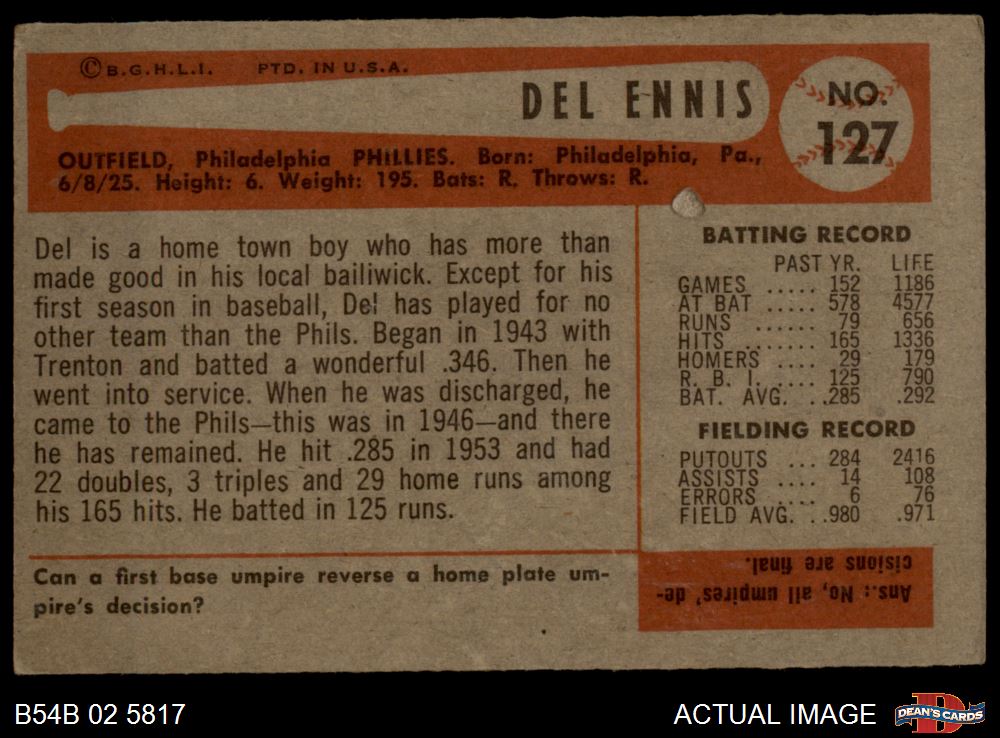 © B.G.H.L.I. PTD. IN U.S.A.
DEL ENNIS
NO.
127
OUTFIELD, Philadelphia PHILLIES. Born: Philadelphia, Pa.,
6/8/25. Height: 6. Weight: 195. Bats: R. Throws: R.
Del is a home town boy who has more than
made good in his local bailiwick. Except for his
first season in baseball, Del has played for no
other team than the Phils. Began in 1943 with
Trenton and batted a wonderful .346. Then he
went into service. When he was discharged, he
came to the Phils—this was in 1946—and there
he has remained. He hit .285 in 1953 and had
22 doubles, 3 triples and 29 home runs among
his 165 hits. He batted in 125 runs.
BATTING RECORD
PAST YR. LIFE
GAMES ..... 152 1186
AT BAT ..... 578 4577
RUNS ...... 79 656
HITS ....... 165 1336
HOMERS .... 29 179
R. B. I. .... 125 790
BAT. AVG. ..285 .292
FIELDING RECORD
PUTOUTS ... 284 2416
ASSISTS .... 14 108
ERRORS .... 6 76
FIELD AVG. ..980 .971
Can a first base umpire reverse a home plate um-
pire's decision?
Ans.: No, all umpires' de-
cisions are final.
B54B 02 5817
ACTUAL IMAGE
D
DEAN'S CARDS